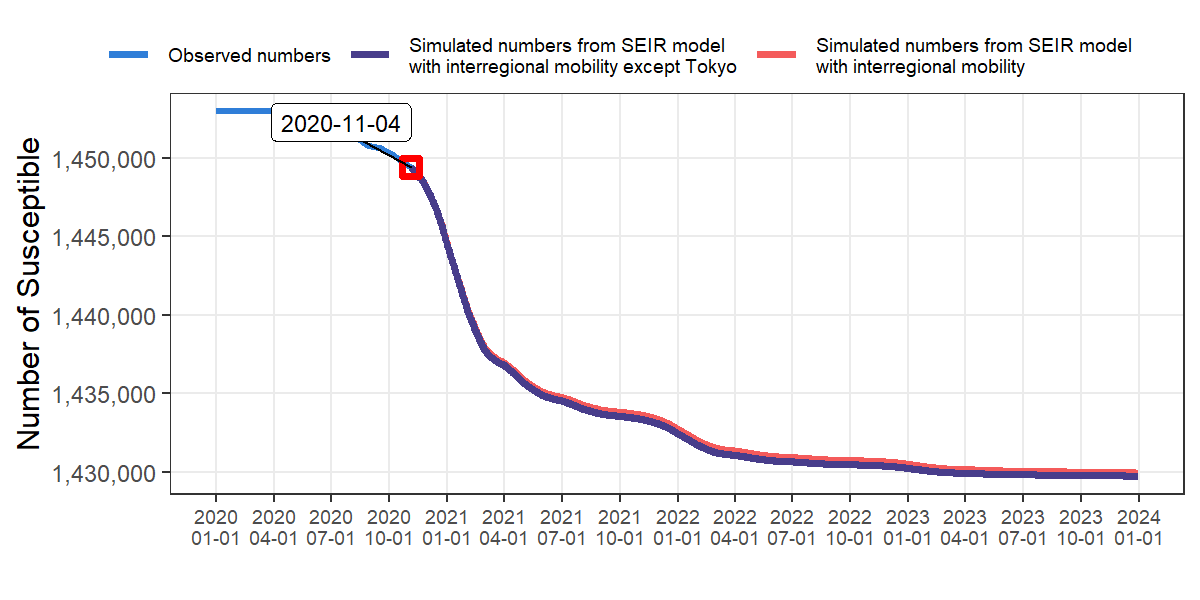 Observed numbers
Simulated numbers from SEIR model
with interregional mobility except Tokyo
Simulated numbers from SEIR model
with interregional mobility
Number of Susceptible
1,450,000
1,445,000
1,440,000
1,435,000
1,430,000
2020-11-04
2020 2020 2020 2020 2021 2021 2021 2021 2022 2022 2022 2022 2023 2023 2023 2023 2024
01-01 04-01 07-01 10-01 01-01 04-01 07-01 10-01 01-01 04-01 07-01 10-01 01-01 04-01 07-01 10-01 01-01